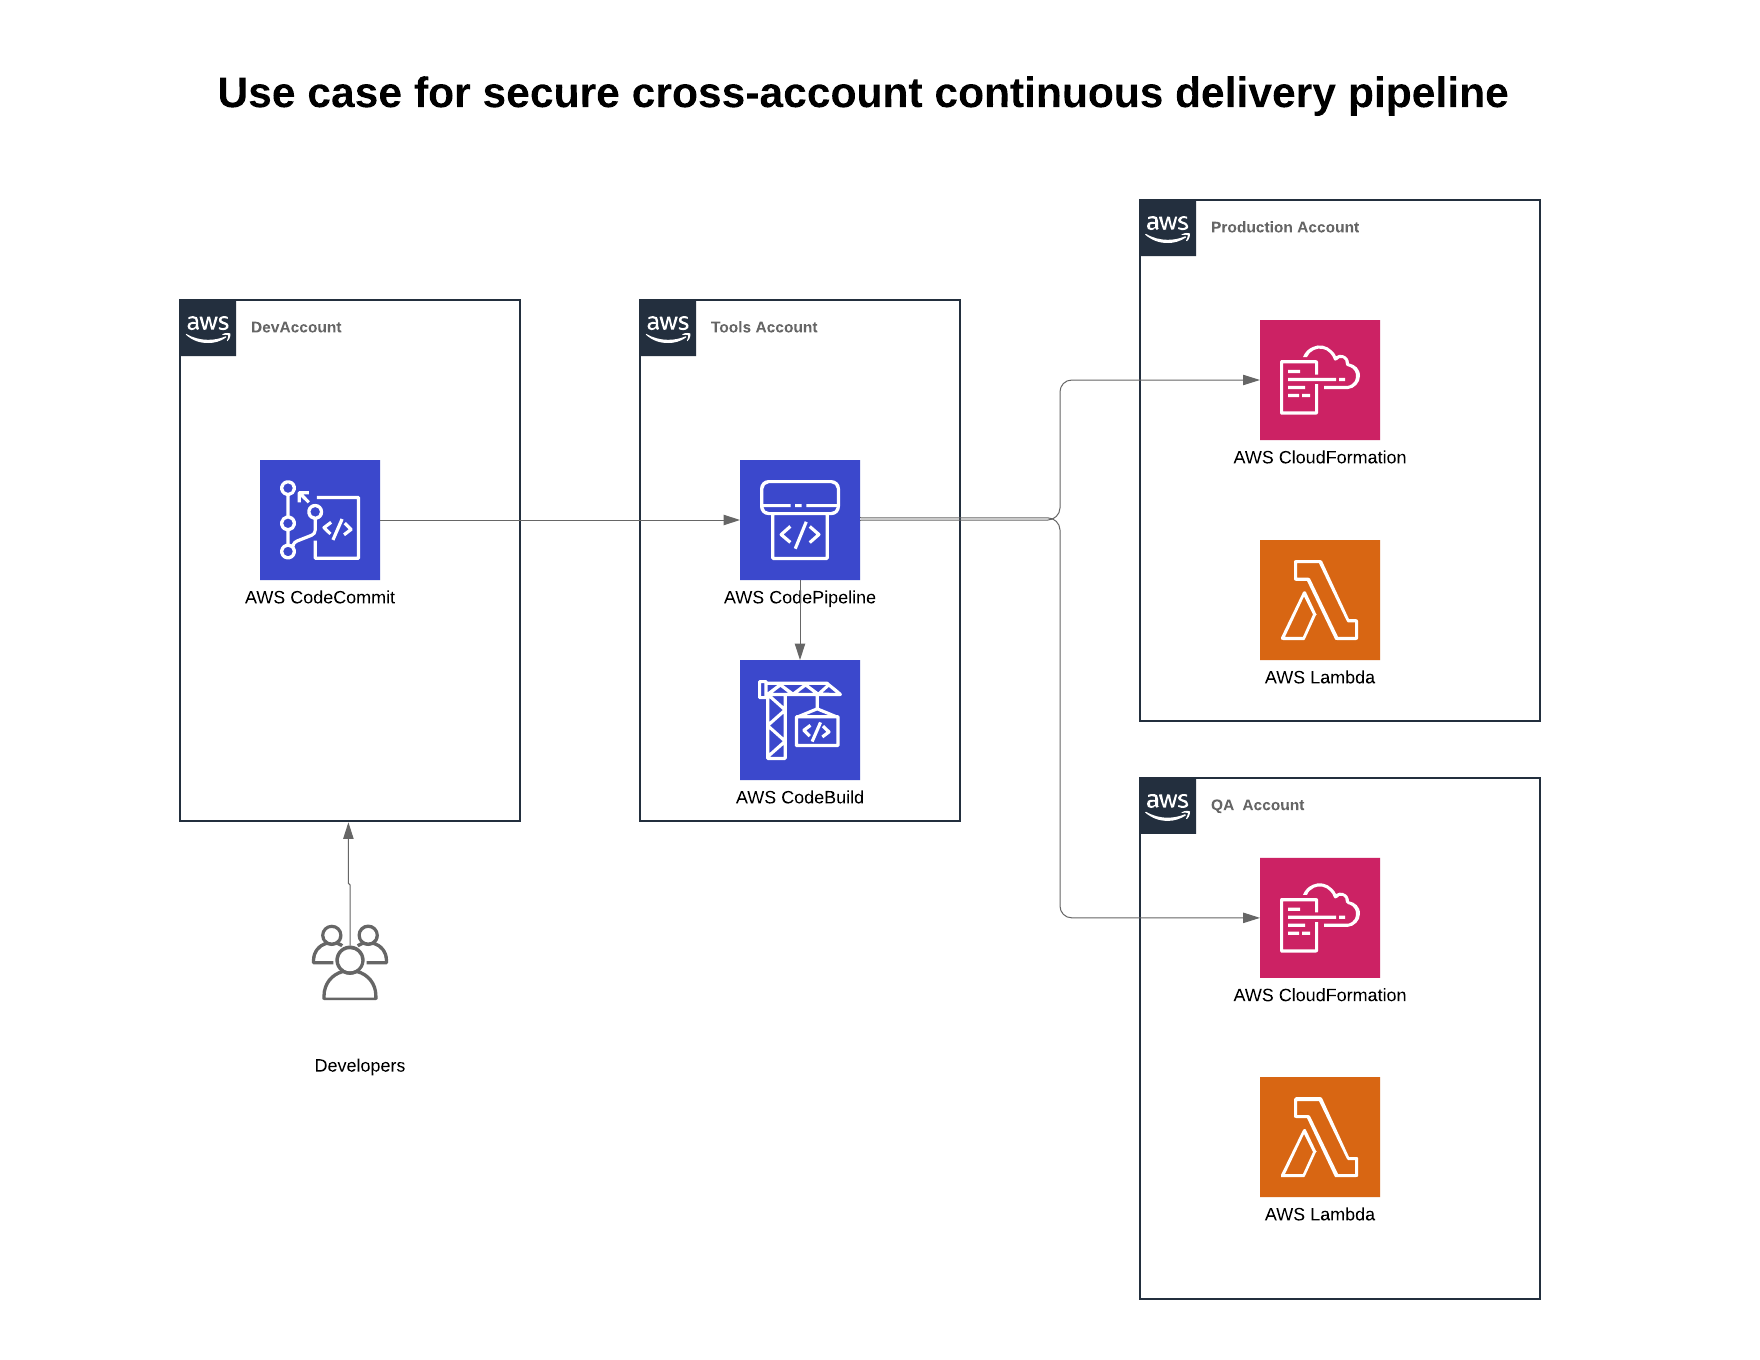 Use case for secure cross-account continuous delivery pipeline
aws
Production Account
aws
DevAccount
aws
Tools Account
AWS CloudFormation
AWS CodeCommit
AWS CodePipeline
AWS Lambda
AWS CodeBuild
aws
QA  Account
AWS CloudFormation
Developers
AWS Lambda